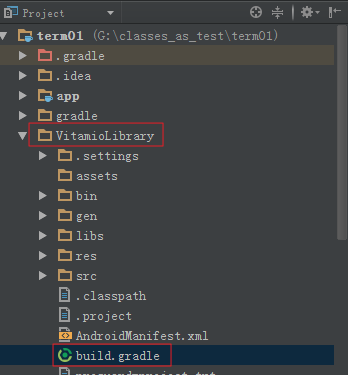 Project
term01 (G:\classes_as_test\term01)
.gradle
.idea
app
gradle
VitamioLibrary
.settings
assets
bin
gen
libs
res
src
.classpath
.project
AndroidManifest.xml
build.gradle